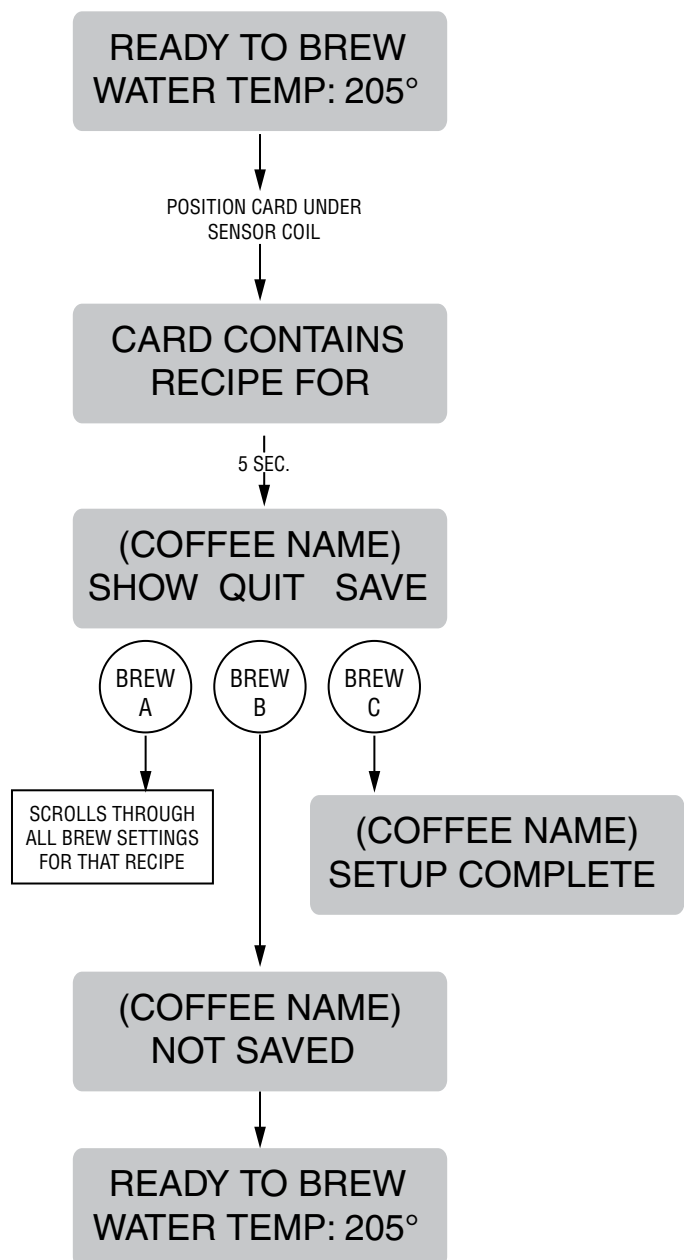 READY TO BREW
WATER TEMP: 205°
POSITION CARD UNDER
SENSOR COIL
CARD CONTAINS
RECIPE FOR
5 SEC.
(COFFEE NAME)
SHOW QUIT SAVE
BREW
A
BREW
B
BREW
C
SCROLLS THROUGH
ALL BREW SETTINGS
FOR THAT RECIPE
(COFFEE NAME)
SETUP COMPLETE
(COFFEE NAME)
NOT SAVED
READY TO BREW
WATER TEMP: 205°